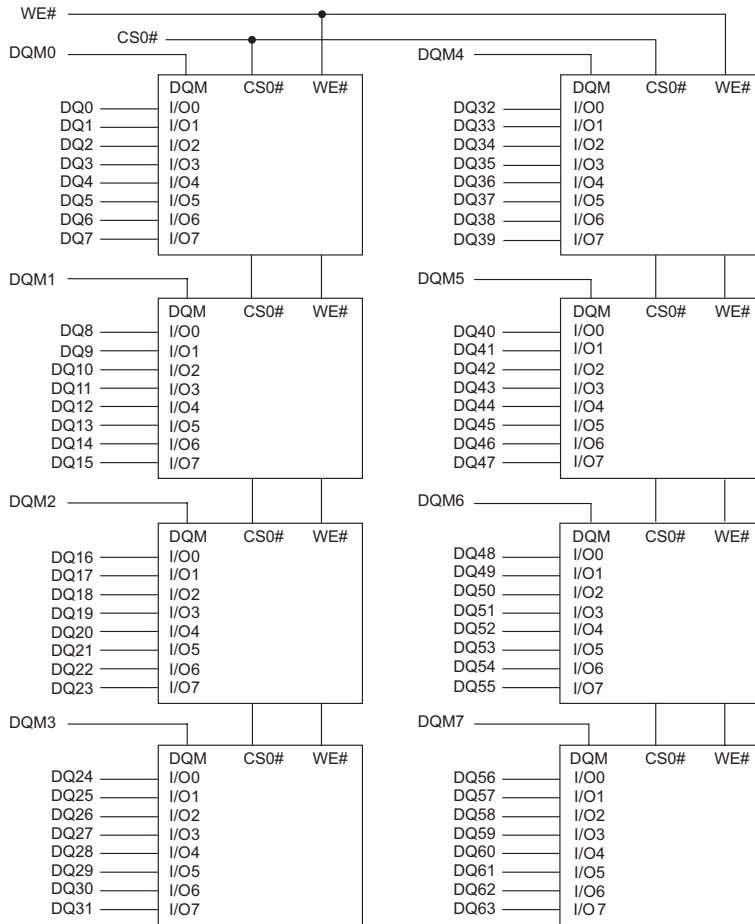 WE#
CS0#
DQM0
DQM CS0# WE#
DQ0 I/O0
DQ1 I/O1
DQ2 I/O2
DQ3 I/O3
DQ4 I/O4
DQ5 I/O5
DQ6 I/O6
DQ7 I/O7
DQM1
DQM CS0# WE#
DQ8 I/O0
DQ9 I/O1
DQ10 I/O2
DQ11 I/O3
DQ12 I/O4
DQ13 I/O5
DQ14 I/O6
DQ15 I/O7
DQM2
DQM CS0# WE#
DQ16 I/O0
DQ17 I/O1
DQ18 I/O2
DQ19 I/O3
DQ20 I/O4
DQ21 I/O5
DQ22 I/O6
DQ23 I/O7
DQM3
DQM CS0# WE#
DQ24 I/O0
DQ25 I/O1
DQ26 I/O2
DQ27 I/O3
DQ28 I/O4
DQ29 I/O5
DQ30 I/O6
DQ31 I/O7
DQM4
DQM CS0# WE#
DQ32 I/O0
DQ33 I/O1
DQ34 I/O2
DQ35 I/O3
DQ36 I/O4
DQ37 I/O5
DQ38 I/O6
DQ39 I/O7
DQM5
DQM CS0# WE#
DQ40 I/O0
DQ41 I/O1
DQ42 I/O2
DQ43 I/O3
DQ44 I/O4
DQ45 I/O5
DQ46 I/O6
DQ47 I/O7
DQM6
DQM CS0# WE#
DQ48 I/O0
DQ49 I/O1
DQ50 I/O2
DQ51 I/O3
DQ52 I/O4
DQ53 I/O5
DQ54 I/O6
DQ55 I/O7
DQM7
DQM CS0# WE#
DQ56 I/O0
DQ57 I/O1
DQ58 I/O2
DQ59 I/O3
DQ60 I/O4
DQ61 I/O5
DQ62 I/O6
DQ63 I/O7